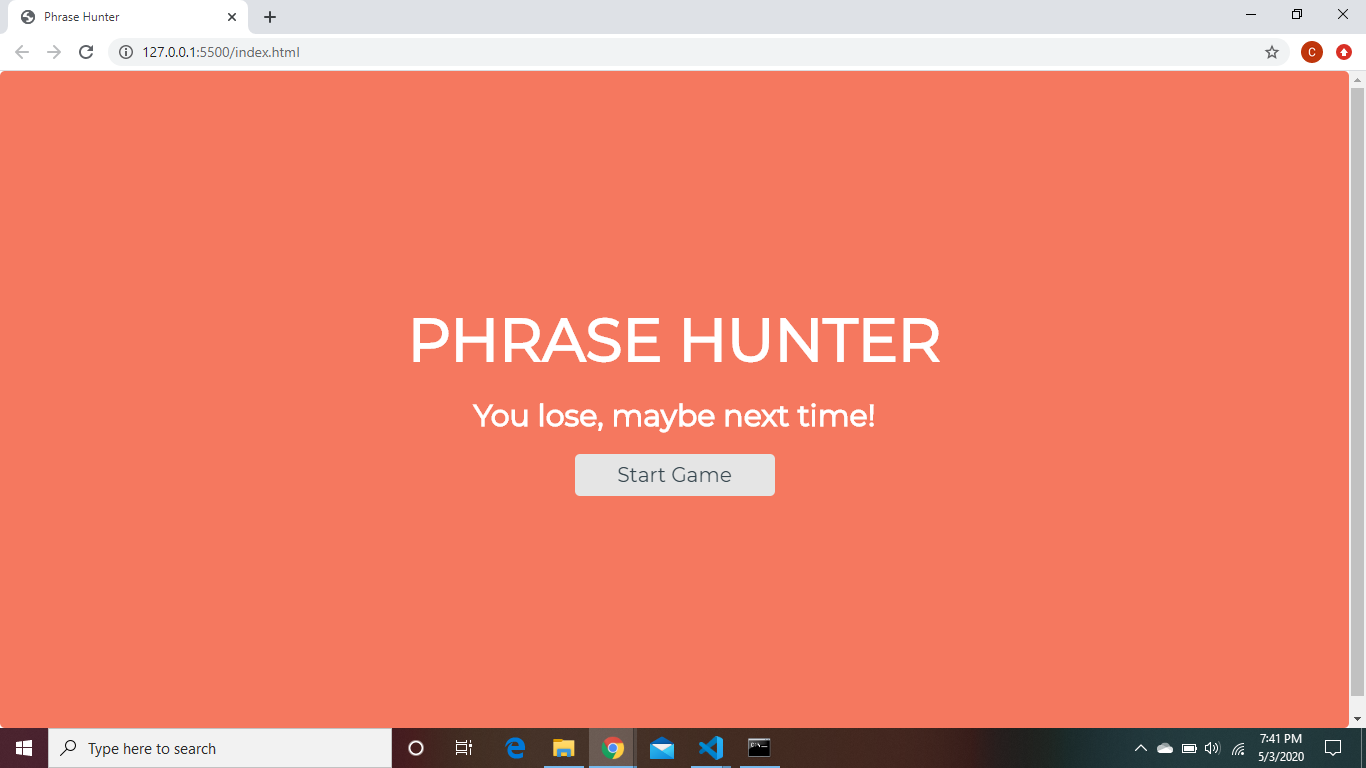 Phrase Hunter
127.0.0.1:5500/index.html
C
PHRASE HUNTER
You lose, maybe next time!
Start Game
Type here to search
7:41 PM
5/3/2020